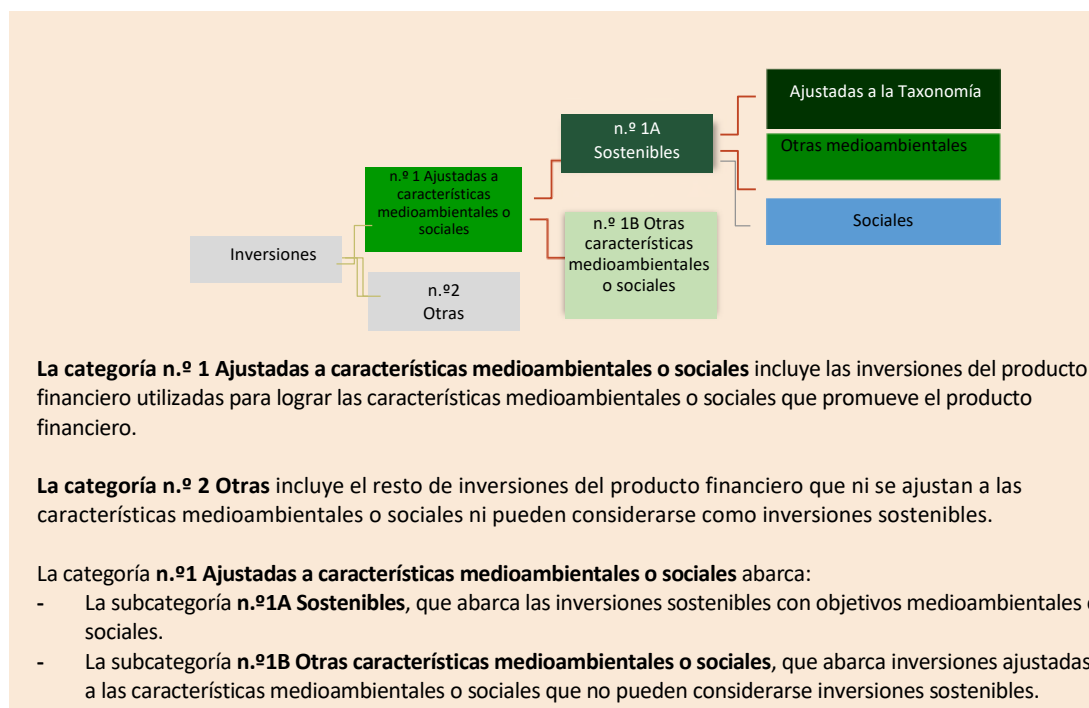 Ajustadas a la Taxonomía
n.º 1A
Sostenibles
Otras medioambientales
n.º 1 Ajustadas a
características
medioambientales o
sociales
Sociales
n.º 1B Otras
características
medioambientales
o sociales
Inversiones
n.º2
Otras
La categoría n.º 1 Ajustadas a características medioambientales o sociales incluye las inversiones del producto
financiero utilizadas para lograr las características medioambientales o sociales que promueve el producto
financiero.
La categoría n.º 2 Otras incluye el resto de inversiones del producto financiero que ni se ajustan a las
características medioambientales o sociales ni pueden considerarse como inversiones sostenibles.
La categoría n.º1 Ajustadas a características medioambientales o sociales abarca:
- La subcategoría n.º1A Sostenibles, que abarca las inversiones sostenibles con objetivos medioambientales o
sociales.
- La subcategoría n.º1B Otras características medioambientales o sociales, que abarca inversiones ajustadas
a las características medioambientales o sociales que no pueden considerarse inversiones sostenibles.